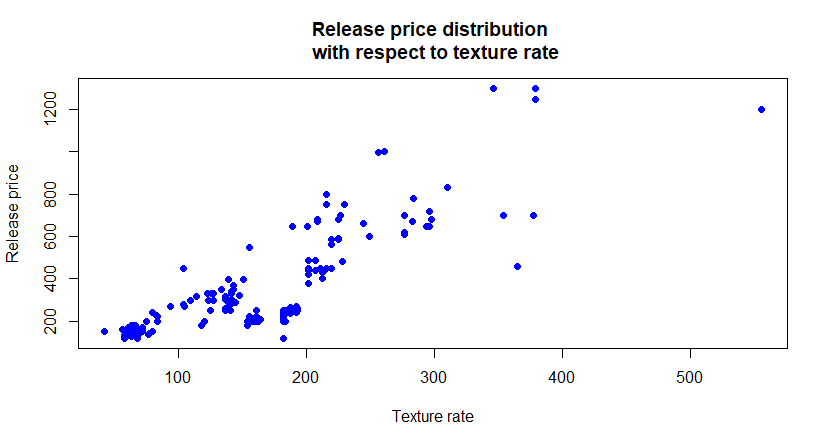 Release price distribution
with respect to texture rate
Release price
200
400
600
800
1200
100
200
300
400
500
Texture rate